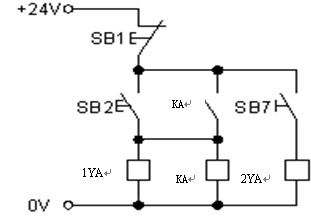 +24V
SB1
SB2 KA SB7
1YA KA 2YA
0V